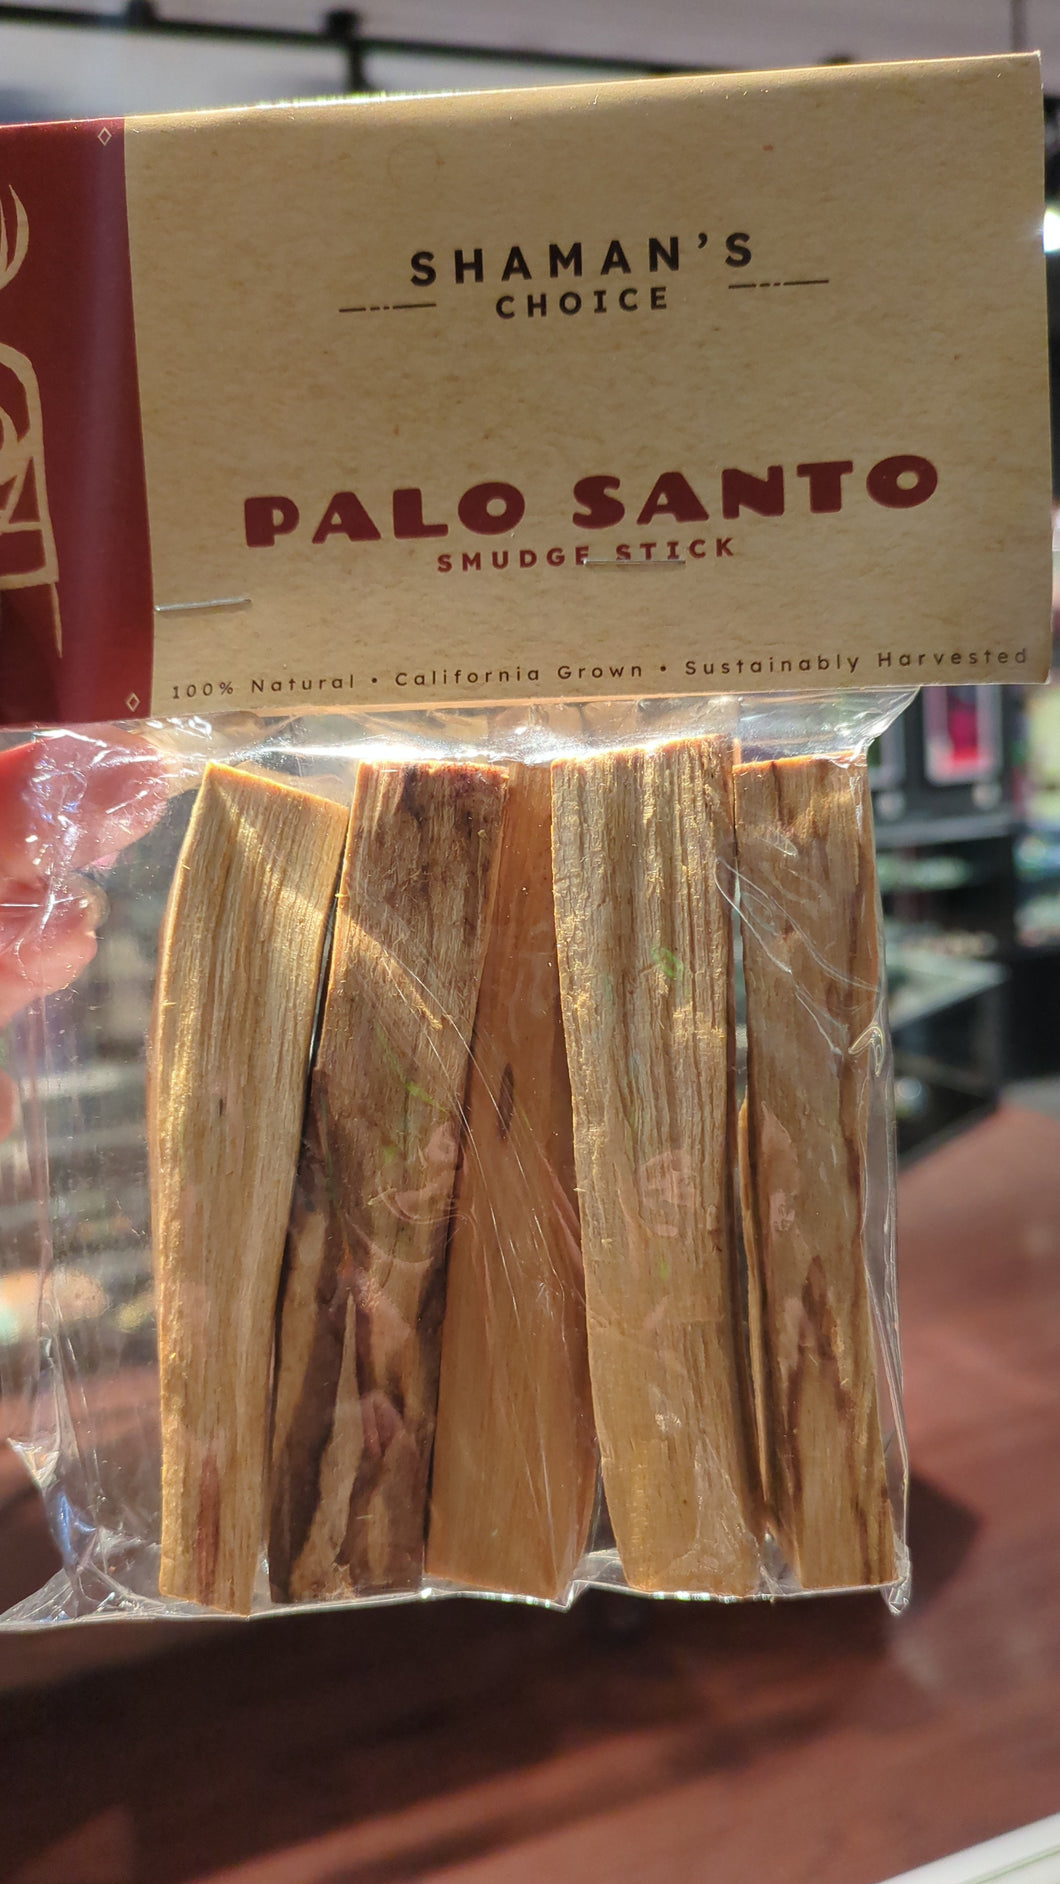 SHAMAN'S
CHOICE
PALO SANTO
SMUDGE STICK
100% Natural • California Grown • Sustainably Harvested